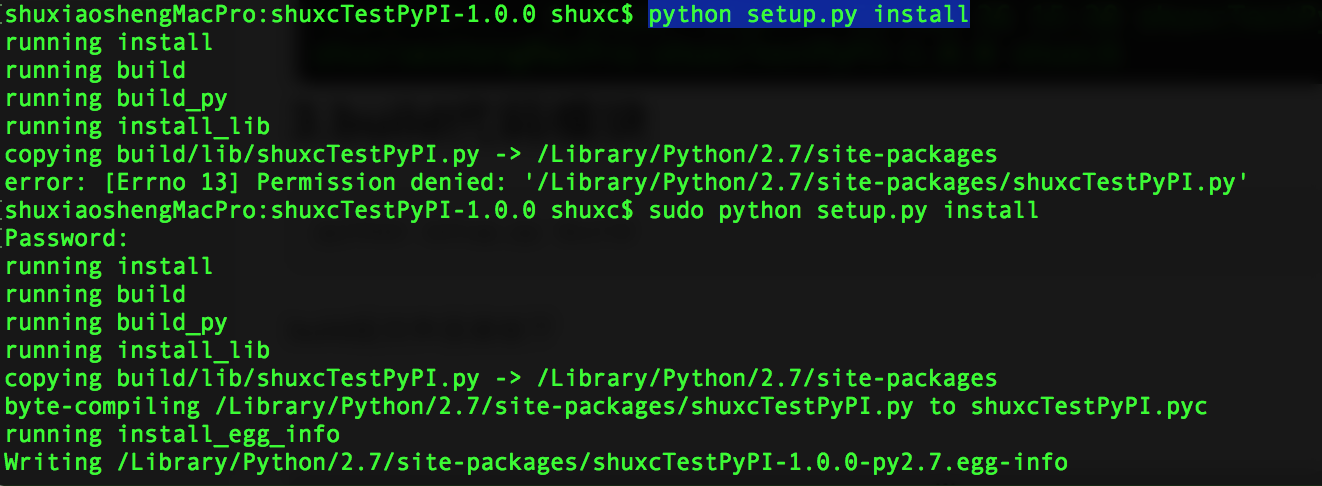 [shuxiaoshengMacPro:shuxcTestPyPI-1.0.0 shuxc$ python setup.py install
running install
running build
running build_py
running install_lib
copying build/lib/shuxcTestPyPI.py -> /Library/Python/2.7/site-packages
error: [Errno 13] Permission denied: '/Library/Python/2.7/site-packages/shuxcTestPyPI.py'
[shuxiaoshengMacPro:shuxcTestPyPI-1.0.0 shuxc$ sudo python setup.py install
[Password:
running install
running build
running build_py
running install_lib
copying build/lib/shuxcTestPyPI.py -> /Library/Python/2.7/site-packages
byte-compiling /Library/Python/2.7/site-packages/shuxcTestPyPI.py to shuxcTestPyPI.pyc
running install_egg_info
Writing /Library/Python/2.7/site-packages/shuxcTestPyPI-1.0.0-py2.7.egg-info